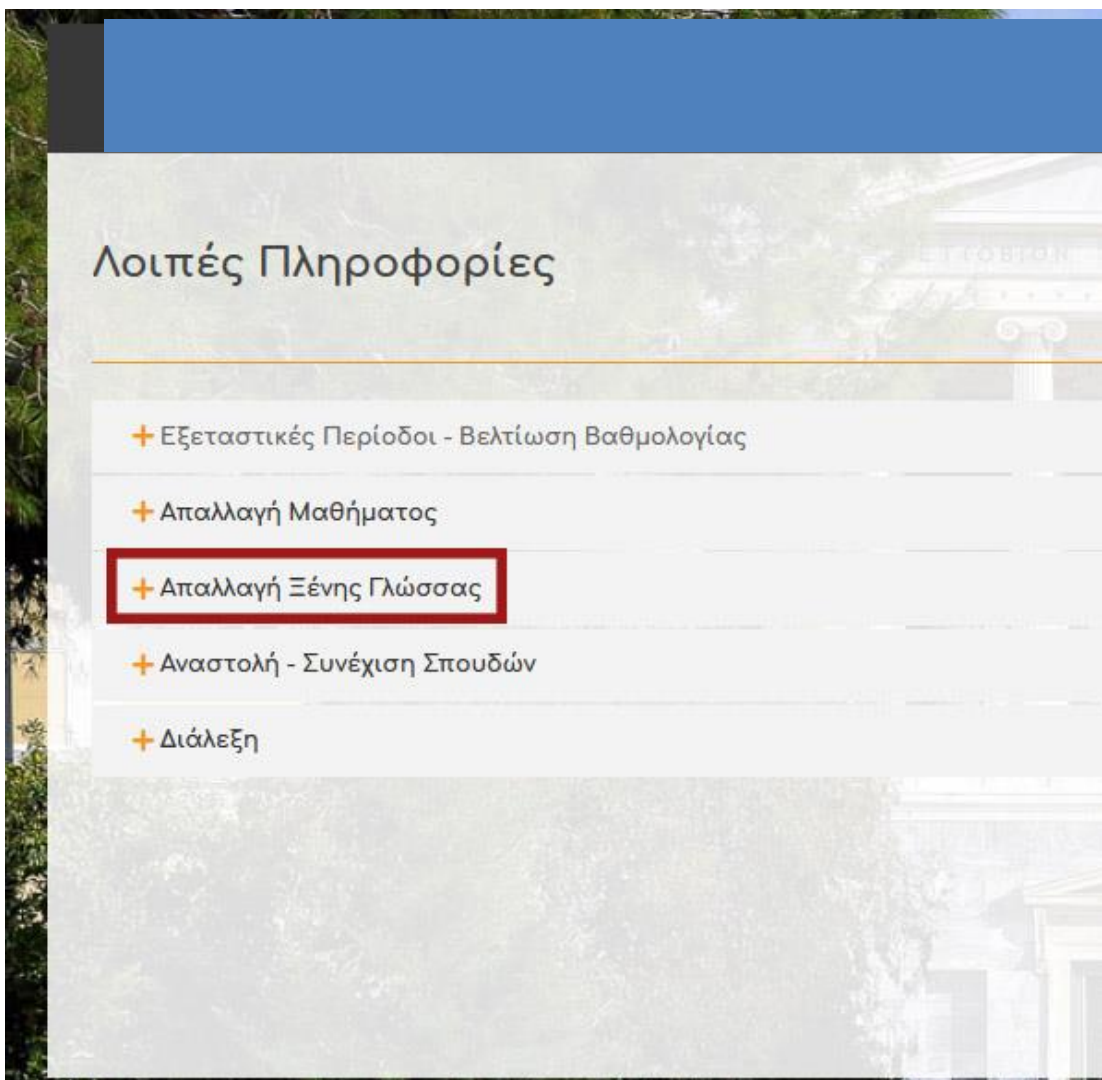 Λοιπές Πληροφορίες
+ Εξεταστικές Περίοδοι - Βελτίωση Βαθμολογίας
+ Απαλλαγή Μαθήματος
+ Απαλλαγή Ξένης Γλώσσας
+ Αναστολή - Συνέχιση Σπουδών
+ Διάλεξη